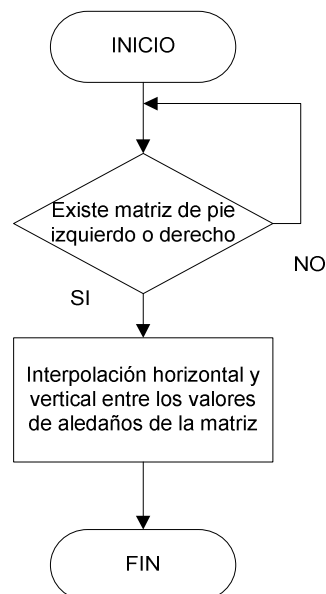 INICIO
Existe matriz de pie
izquierdo o derecho
NO
SI
Interpolación horizontal y
vertical entre los valores
de aledaños de la matriz
FIN